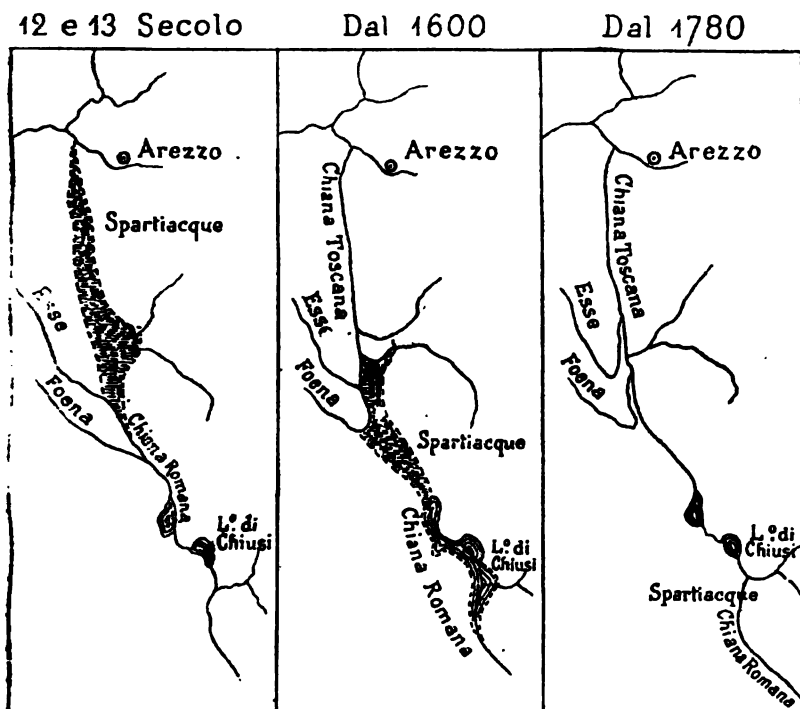 12 e 13 Secolo
Arezzo
Spartiacque
Esse
Foena
Chiana Romana
L.º di
Chiusi
Dal 1600
Arezzo
Chiana Toscana
Esse
Foena
Spartiacque
Chiana Romana
L.º di
Chiusi
Dal 1780
Arezzo
Chiana Toscana
Esse
Foena
L.º di
Chiusi
Spartiacque
Chiana Romana